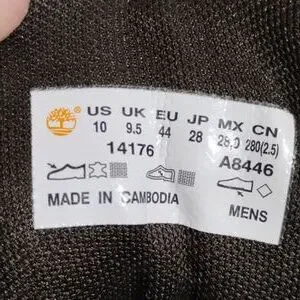 US UK EU JP MX CN
10 9.5 44 28 28,0 280(2.5)
14176 A8446
MADE IN CAMBODIA MENS